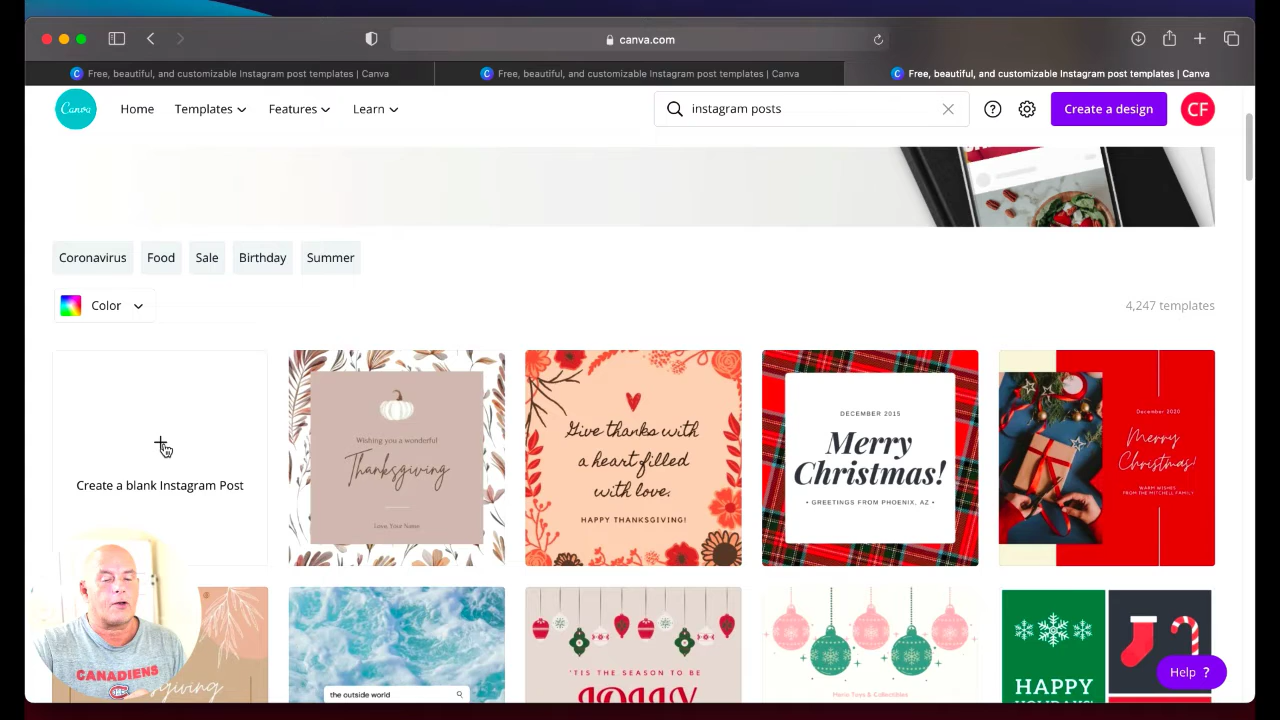 canva.com
Free, beautiful, and customizable Instagram post templates | Canva
Free, beautiful, and customizable Instagram post templates | Canva
Free, beautiful, and customizable Instagram post templates | Canva
Canva
Home
Templates
Features
Learn
instagram posts
?
Create a design
CF
Coronavirus
Food
Sale
Birthday
Summer
Color
4,247 templates
Create a blank Instagram Post
Wishing you a wonderful
Thanksgiving
Love, Your Name
Give thanks with
a heart filled
with love.
HAPPY THANKSGIVING!
DECEMBER 2015
Merry
Christmas!
• GREETINGS FROM PHOENIX, AZ •
December 2020
Merry
Christmas!
WARM WISHES
FROM THE MITCHELL FAMILY
the outside world
'TIS THE SEASON TO BE
JOLLY
HAPPY
Help ?